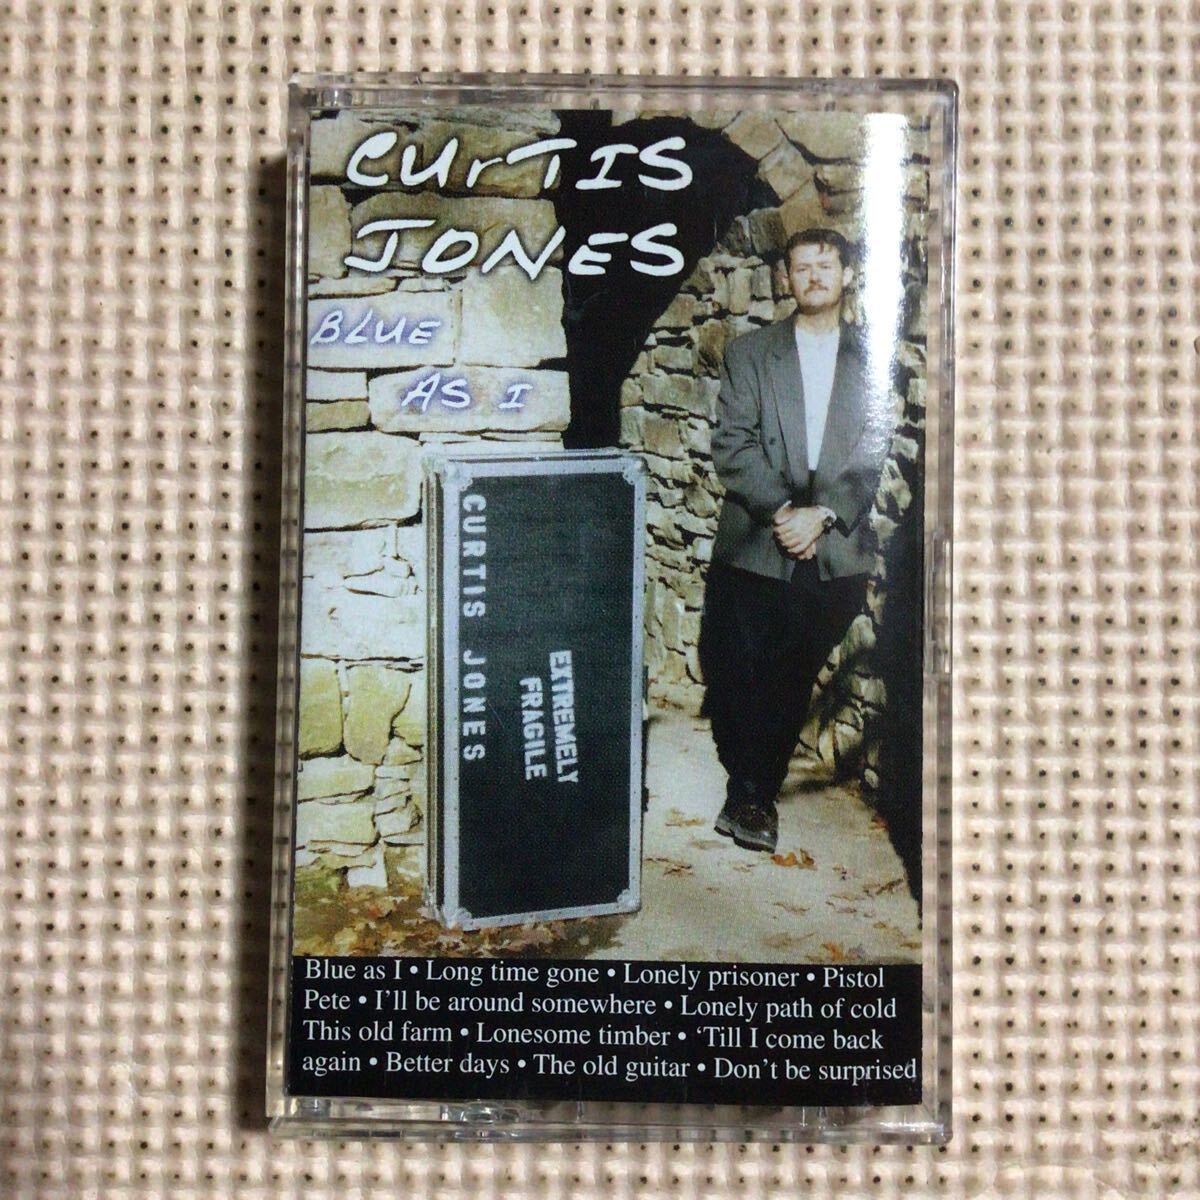 CUrTIS
JONES
BLUE
AS I
CURTIS JONES
EXTREMELY
FRAGILE
Blue as I • Long time gone • Lonely prisoner • Pistol
Pete • I'll be around somewhere • Lonely path of cold
This old farm • Lonesome timber • ‘Till I come back
again • Better days • The old guitar • Don't be surprised